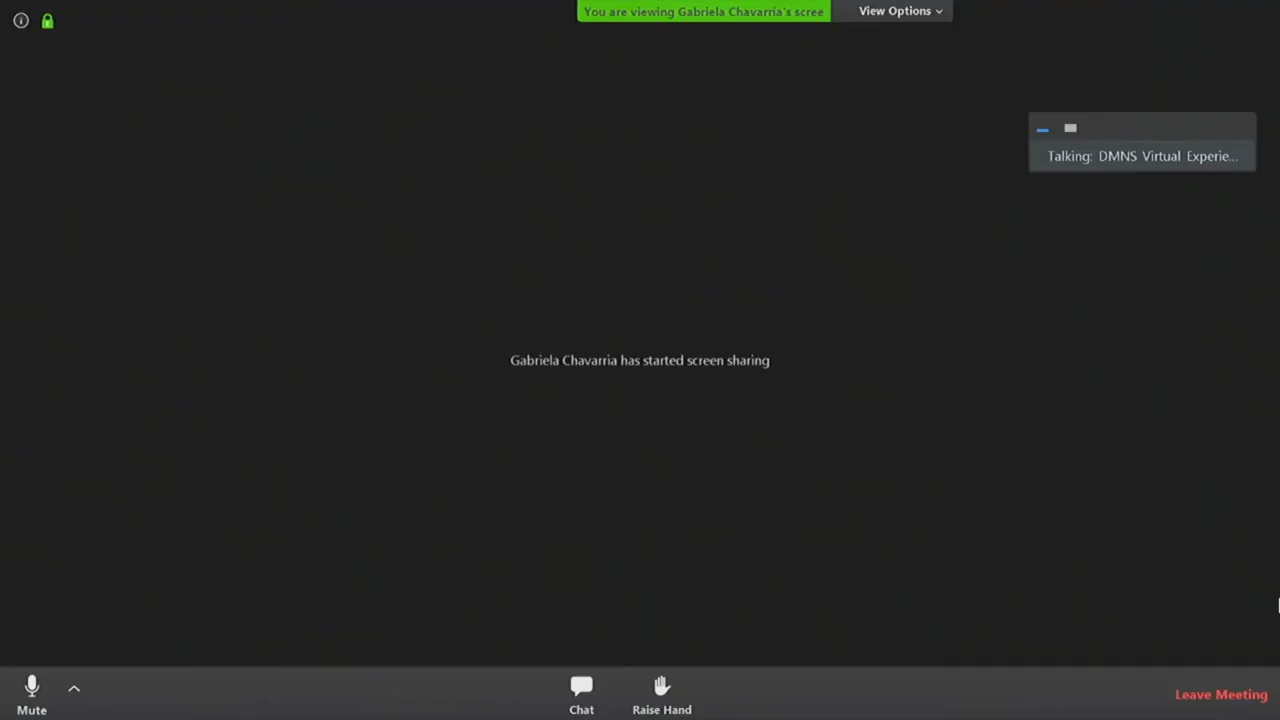 You are viewing Gabriela Chavarria's scree
View Options
Talking: DMNS Virtual Experie...
Gabriela Chavarria has started screen sharing
Mute
Chat
Raise Hand
Leave Meeting